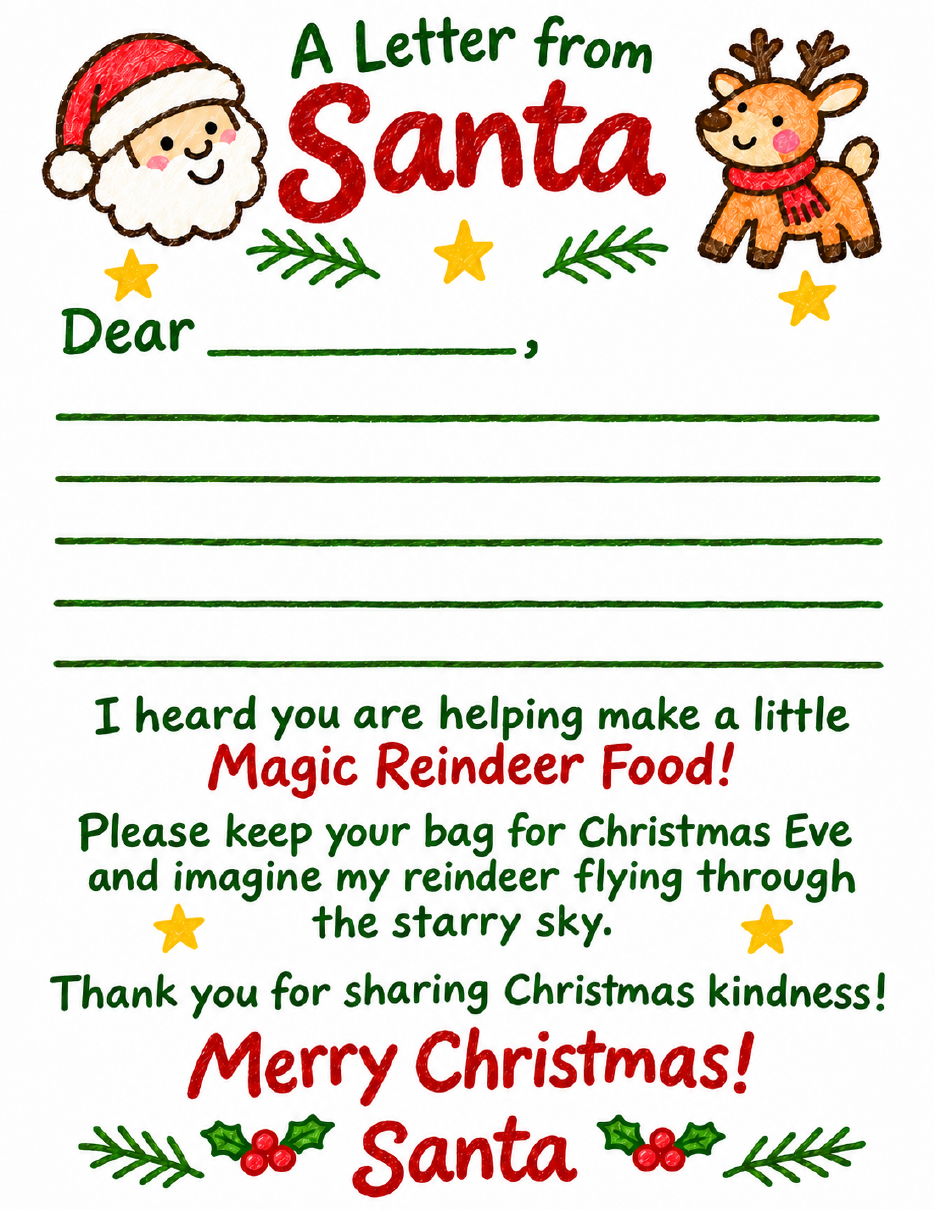 A Letter from
Santa
Dear ____________,
I heard you are helping make a little
Magic Reindeer Food!
Please keep your bag for Christmas Eve
and imagine my reindeer flying through
the starry sky.
Thank you for sharing Christmas kindness!
Merry Christmas!
Santa